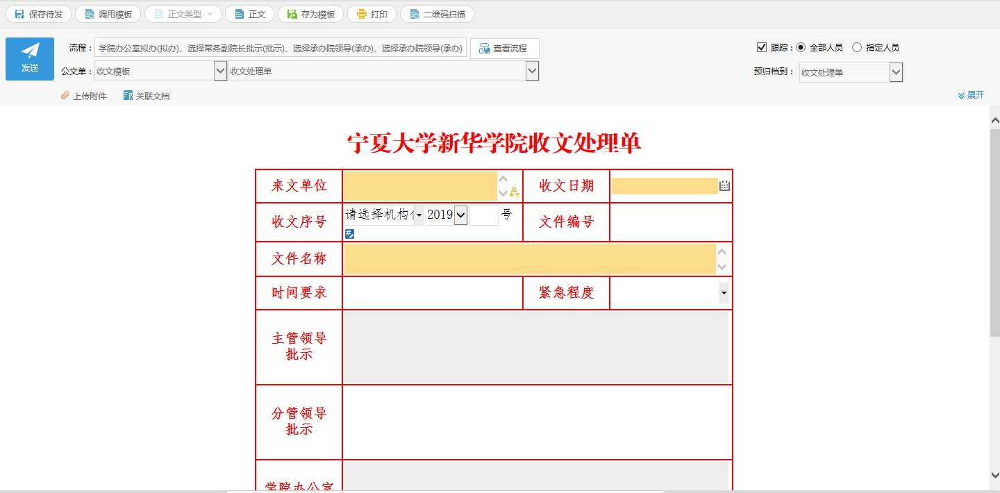 保存待发 调用模板 正文类型 正文 存为模板 打印 二维码扫描
发送
流程： 学院办公室拟办(拟办)、选择常务副院长批示(批示)、选择承办院领导(承办)、选择承办院领导(承办) 查看流程
跟踪： 全部人员 指定人员
公文单： 收文模板 收文处理单
预归档到： 收文处理单
上传附件 关联文档
展开
宁夏大学新华学院收文处理单
来文单位 收文日期
收文序号 请选择机构 2019 号 文件编号
文件名称
时间要求 紧急程度
主管领导
批示
分管领导
批示
学院办公室